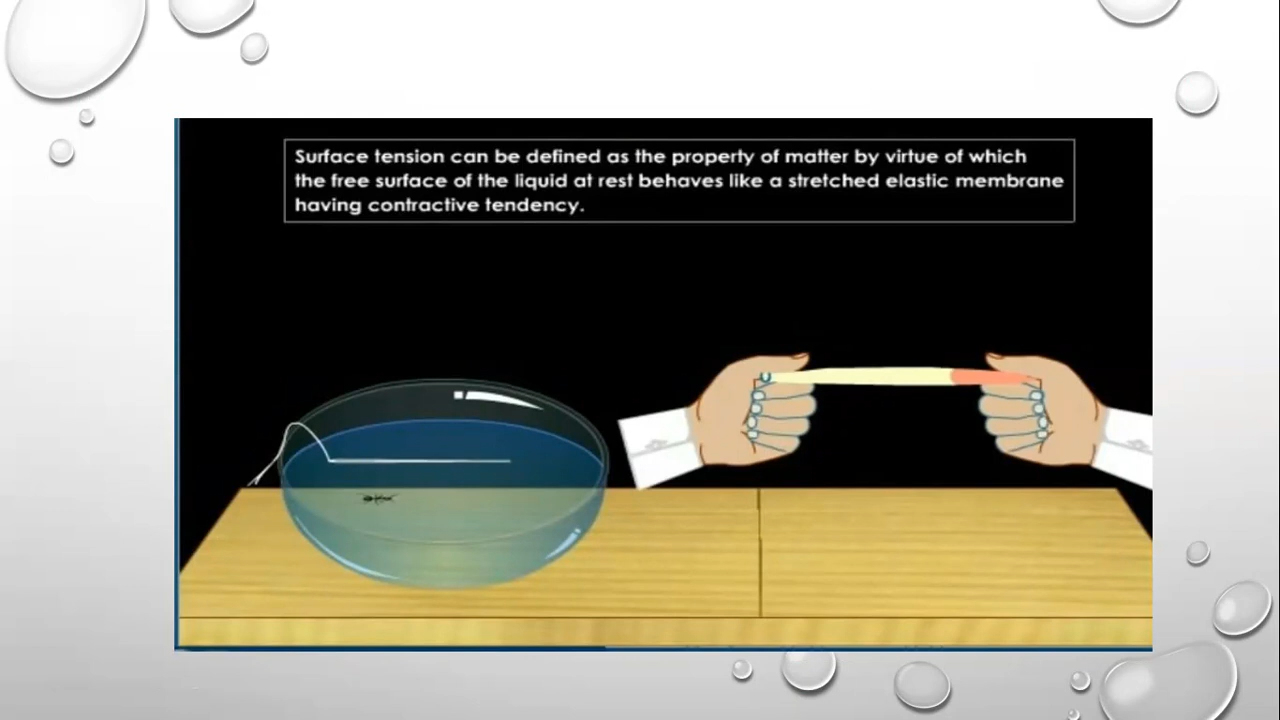 Surface tension can be defined as the property of matter by virtue of which
the free surface of the liquid at rest behaves like a stretched elastic membrane
having contractive tendency.